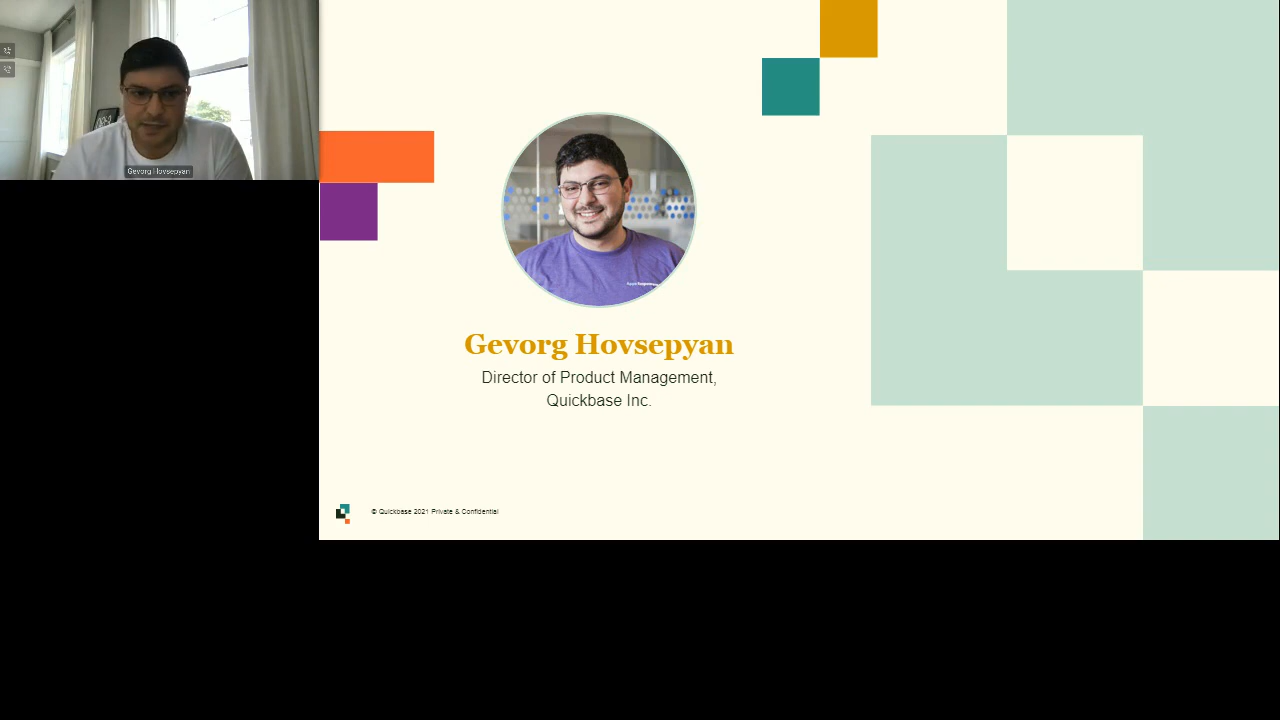 Gevorg Hovsepyan
Gevorg Hovsepyan
Director of Product Management,
Quickbase Inc.
© Quickbase 2021 Private & Confidential